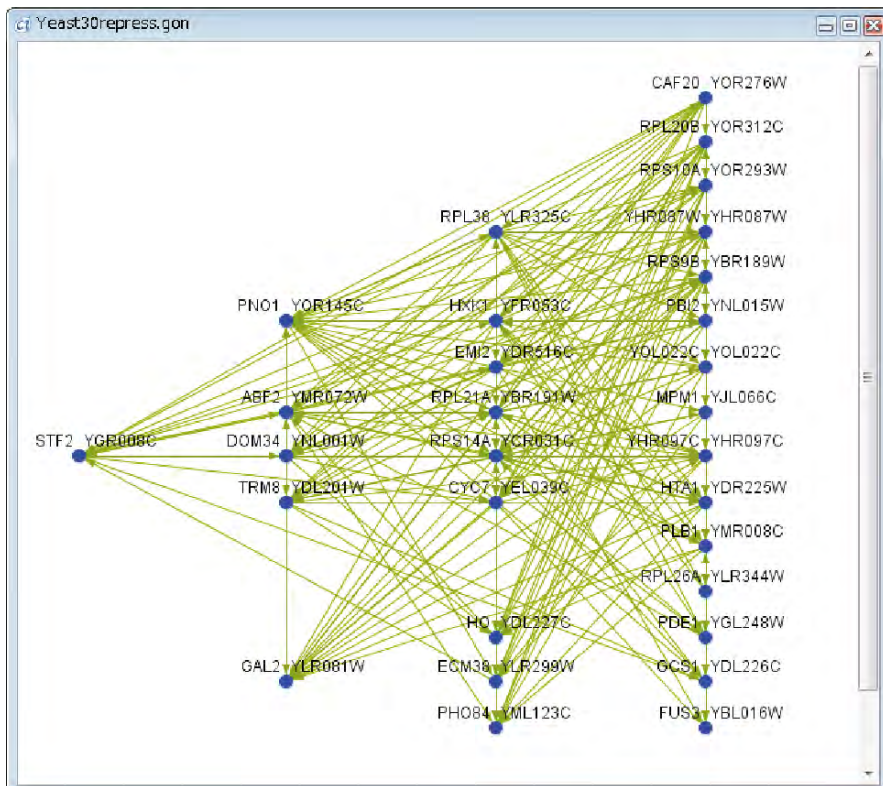 Yeast30repress.gon
CAF20 YOR276W
RPL20B YOR312C
RPS10A YOR293W
RPL38 YLR325C YHR087W YHR087W
RPS9B YBR189W
PNO1 YOR145C HXK1 YFR053C PBI2 YNL015W
EMI2 YDR516C YOL022C YOL022C
ABF2 YMR072W RPL21A YBR191W MPM1 YJL066C
STF2 YGR008C DOM34 YNL001W RPS14A YCR031C YHR097C YHR097C
TRM8 YDL201W CYC7 YEL039C HTA1 YDR225W
PLB1 YMR008C
RPL26A YLR344W
HO YDL227C PDE1 YGL248W
GAL2 YLR081W ECM38 YLR299W GCS1 YDL226C
PHO84 YML123C FUS3 YBL016W